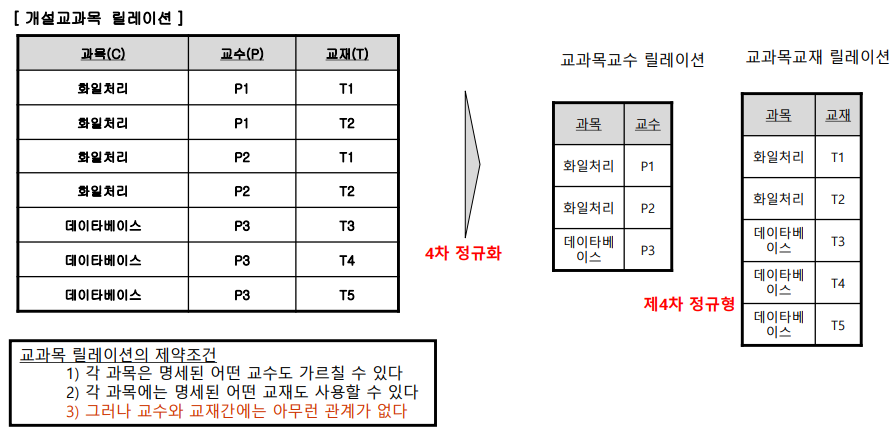 [ 개설교과목 릴레이션 ]
과목(C) 교수(P) 교재(T)
화일처리 P1 T1
화일처리 P1 T2
화일처리 P2 T1
화일처리 P2 T2
데이타베이스 P3 T3
데이타베이스 P3 T4
데이타베이스 P3 T5
4차 정규화
교과목교수 릴레이션
과목 교수
화일처리 P1
화일처리 P2
데이타베
이스 P3
제4차 정규형
교과목교재 릴레이션
과목 교재
화일처리 T1
화일처리 T2
데이타베
이스 T3
데이타베
이스 T4
데이타베
이스 T5
교과목 릴레이션의 제약조건
1) 각 과목은 명세된 어떤 교수도 가르칠 수 있다
2) 각 과목에는 명세된 어떤 교재도 사용할 수 있다
3) 그러나 교수와 교재간에는 아무런 관계가 없다